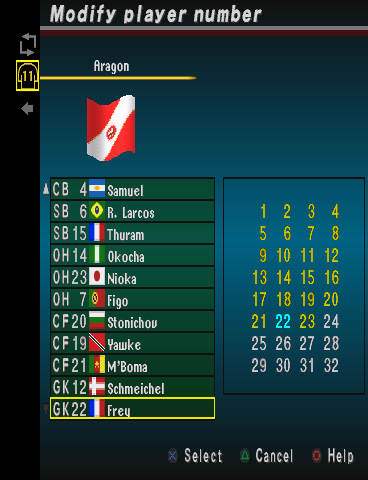 Modify player number
11
Aragon
CB 4 Samuel
SB 6 R. Larcos
SB 15 Thuram
OH 14 Okocha
OH 23 Nioka
OH 7 Figo
CF 20 Stonichov
CF 19 Yawke
CF 21 M'Boma
GK 12 Schmeichel
GK 22 Frey
1 2 3 4
5 6 7 8
9 10 11 12
13 14 15 16
17 18 19 20
21 22 23 24
25 26 27 28
29 30 31 32
Select Cancel Help